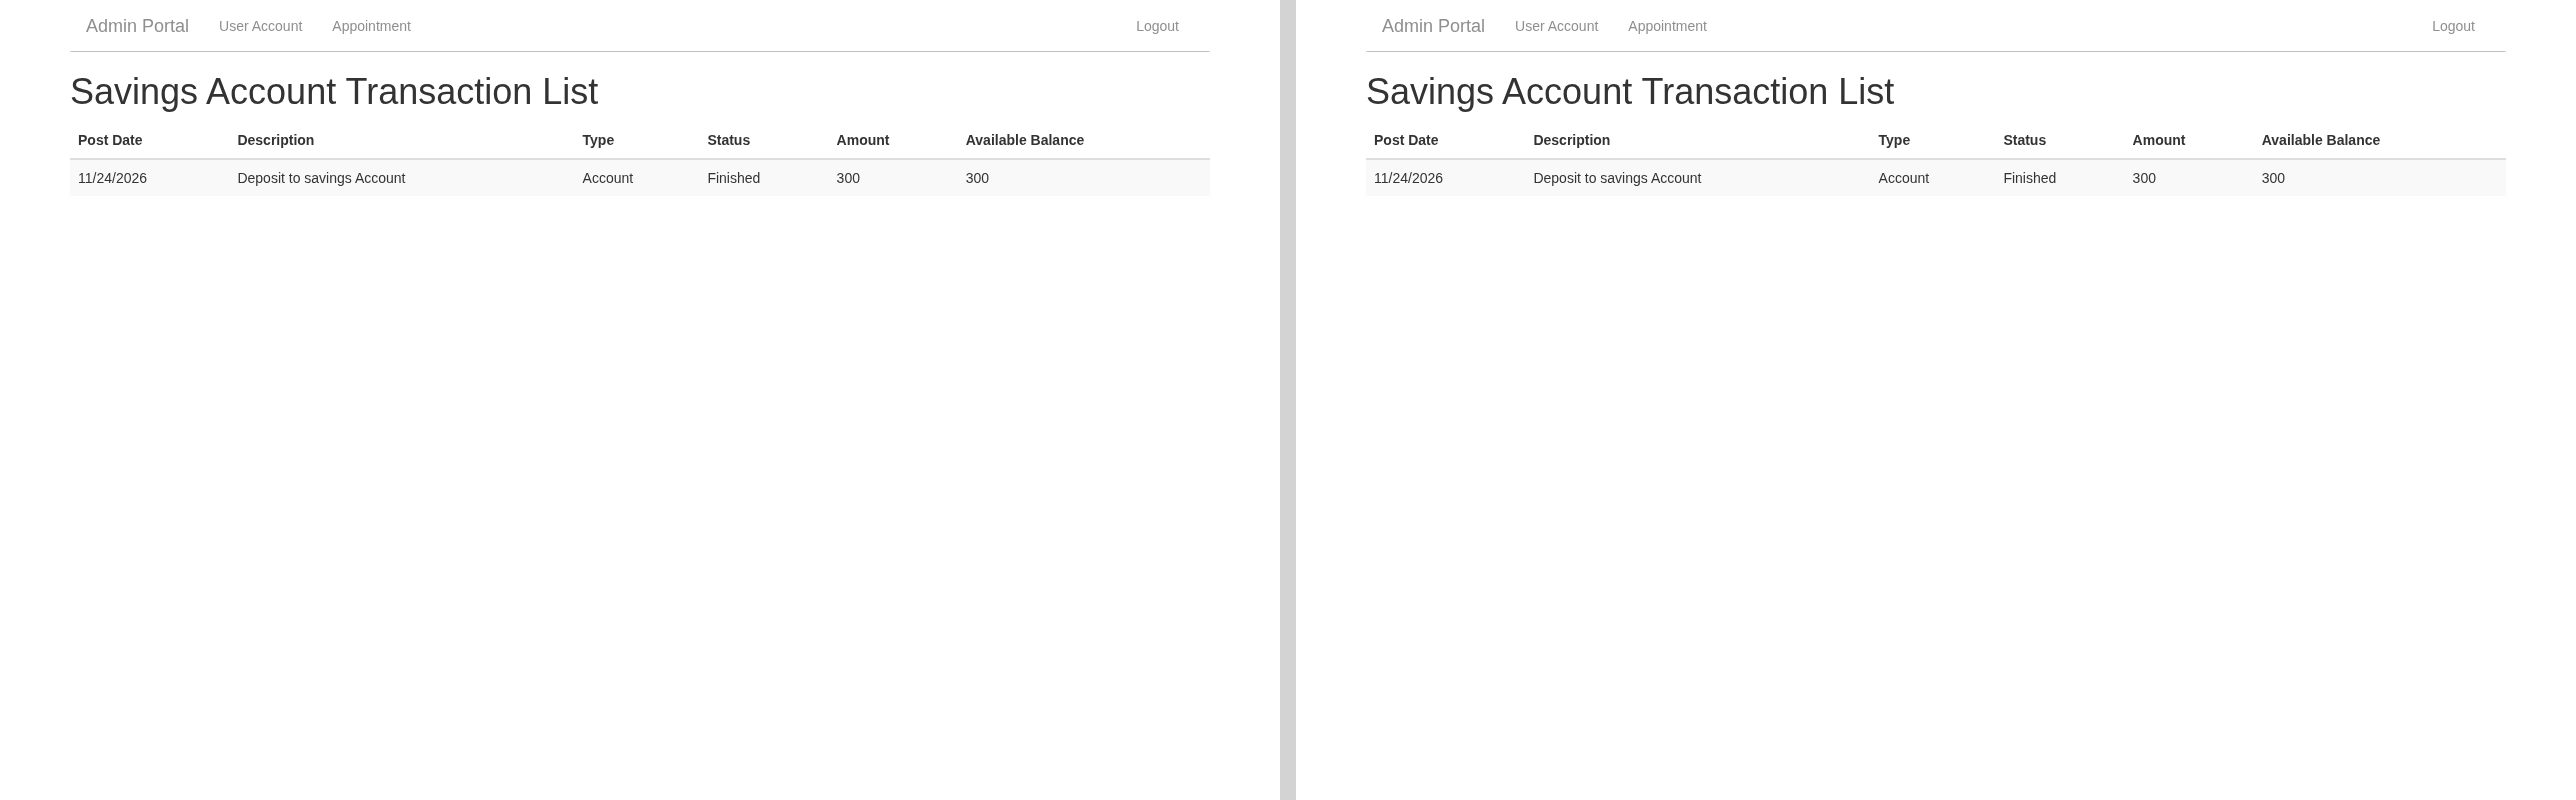 Admin Portal User Account Appointment Logout
Savings Account Transaction List
Post Date Description Type Status Amount Available Balance
11/24/2026 Deposit to savings Account Account Finished 300 300
Admin Portal User Account Appointment Logout
Savings Account Transaction List
Post Date Description Type Status Amount Available Balance
11/24/2026 Deposit to savings Account Account Finished 300 300